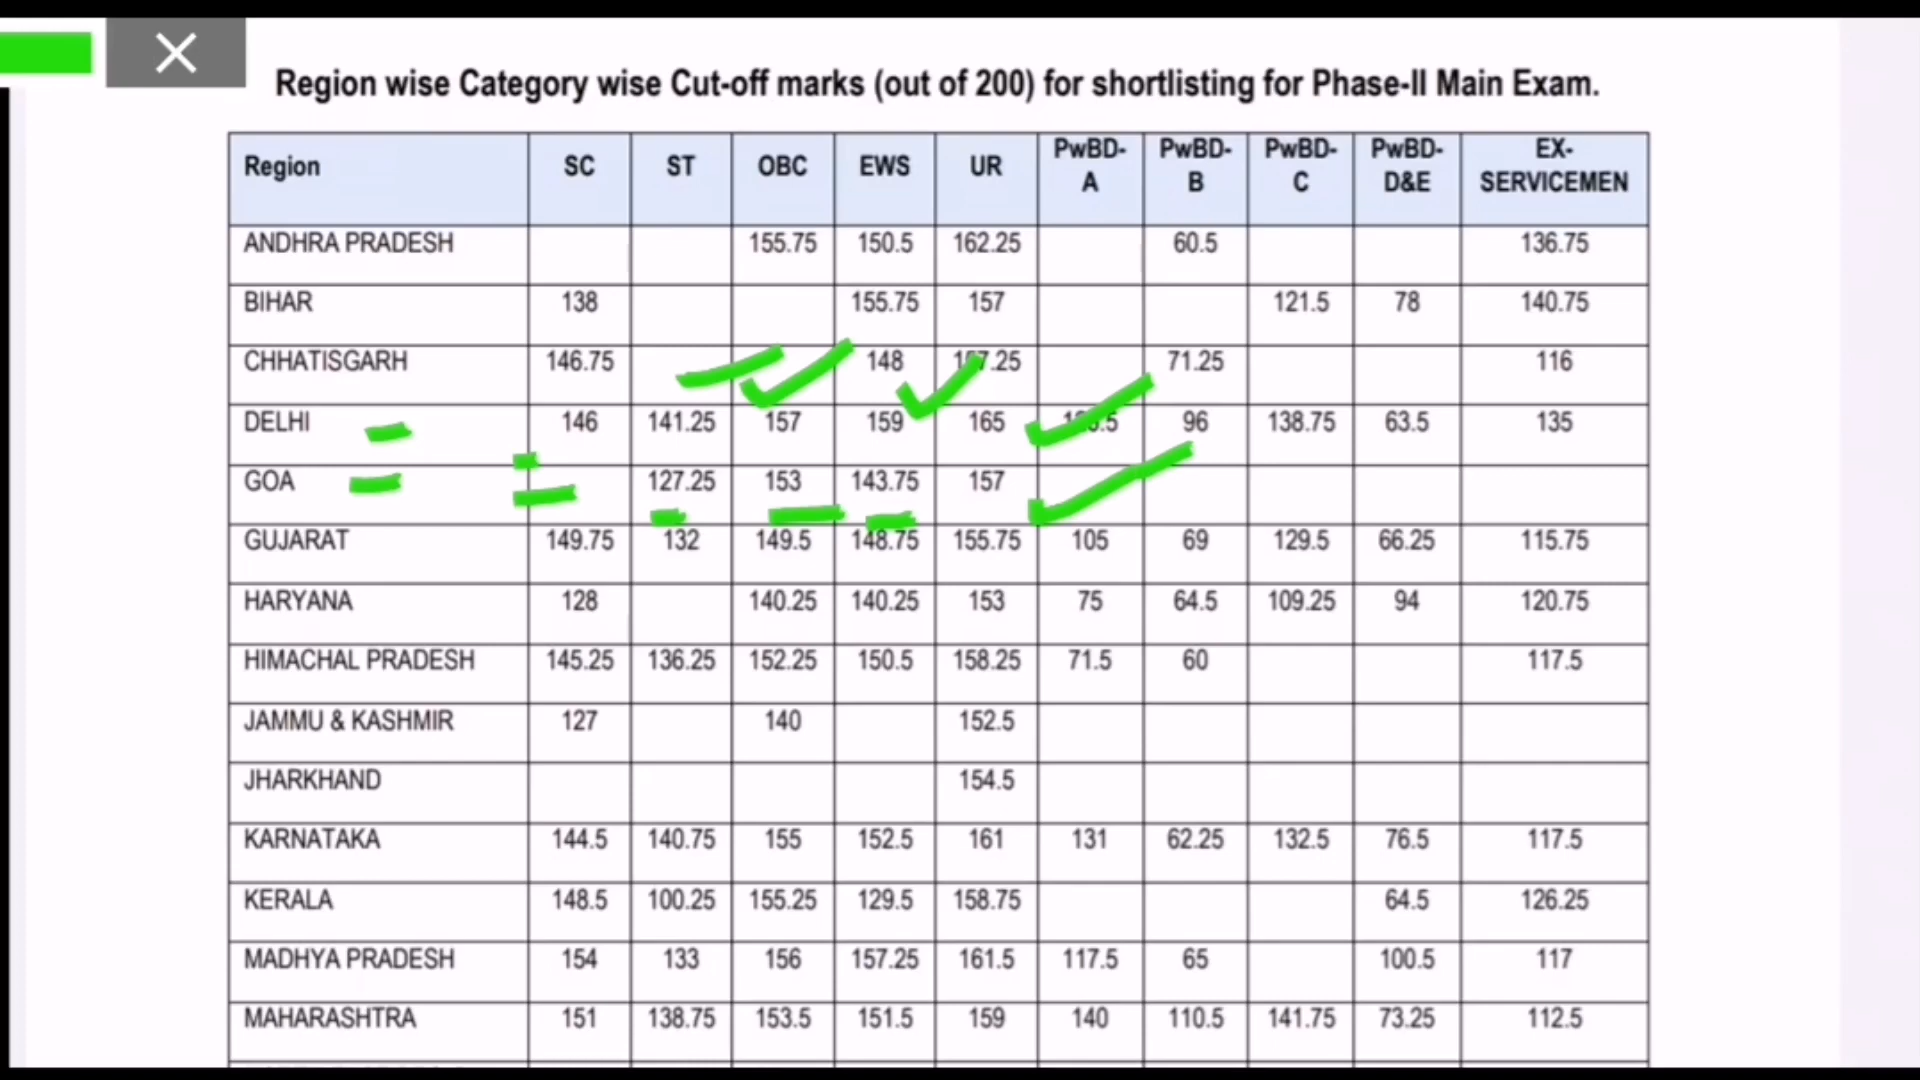 Region wise Category wise Cut-off marks (out of 200) for shortlisting for Phase-II Main Exam.
Region SC ST OBC EWS UR PwBD-A PwBD-B PwBD-C PwBD-D&E EX-SERVICEMEN
ANDHRA PRADESH 155.75 150.5 162.25 60.5 136.75
BIHAR 138 155.75 157 121.5 78 140.75
CHHATISGARH 146.75 148 71.25 116
DELHI 146 141.25 157 159 165 96 138.75 63.5 135
GOA 127.25 153 143.75 157
GUJARAT 149.75 132 149.5 148.75 155.75 105 69 129.5 66.25 115.75
HARYANA 128 140.25 140.25 153 75 64.5 109.25 94 120.75
HIMACHAL PRADESH 145.25 136.25 152.25 150.5 158.25 71.5 60 117.5
JAMMU & KASHMIR 127 140 152.5
JHARKHAND 154.5
KARNATAKA 144.5 140.75 155 152.5 161 131 62.25 132.5 76.5 117.5
KERALA 148.5 100.25 155.25 129.5 158.75 64.5 126.25
MADHYA PRADESH 154 133 156 157.25 161.5 117.5 65 100.5 117
MAHARASHTRA 151 138.75 153.5 151.5 159 140 110.5 141.75 73.25 112.5